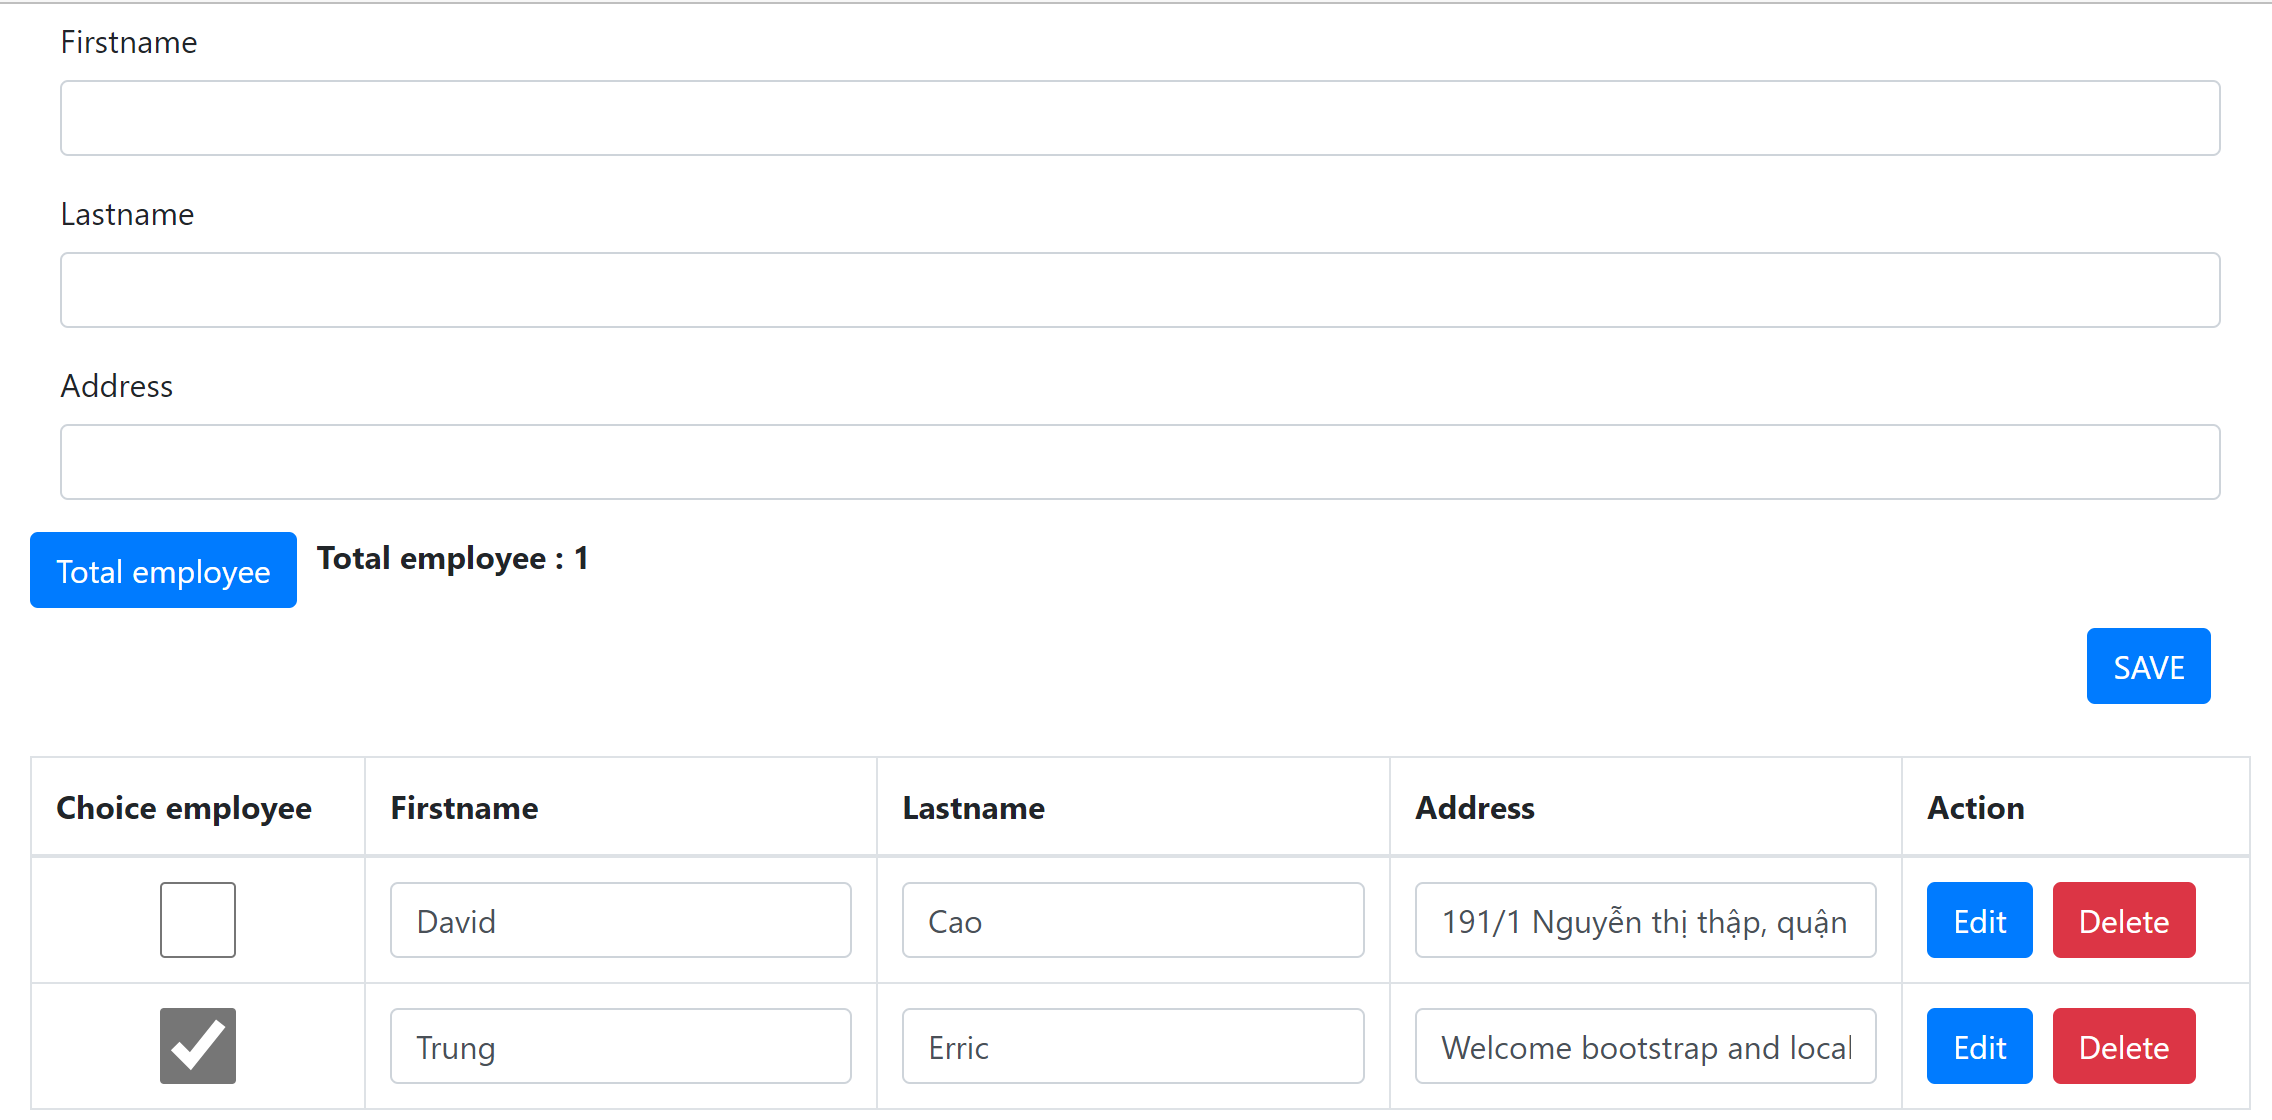 Firstname
Lastname
Address
Total employee Total employee : 1
SAVE
Choice employee Firstname Lastname Address Action
David Cao 191/1 Nguyễn thị thập, quận Edit Delete
Trung Erric Welcome bootstrap and local Edit Delete